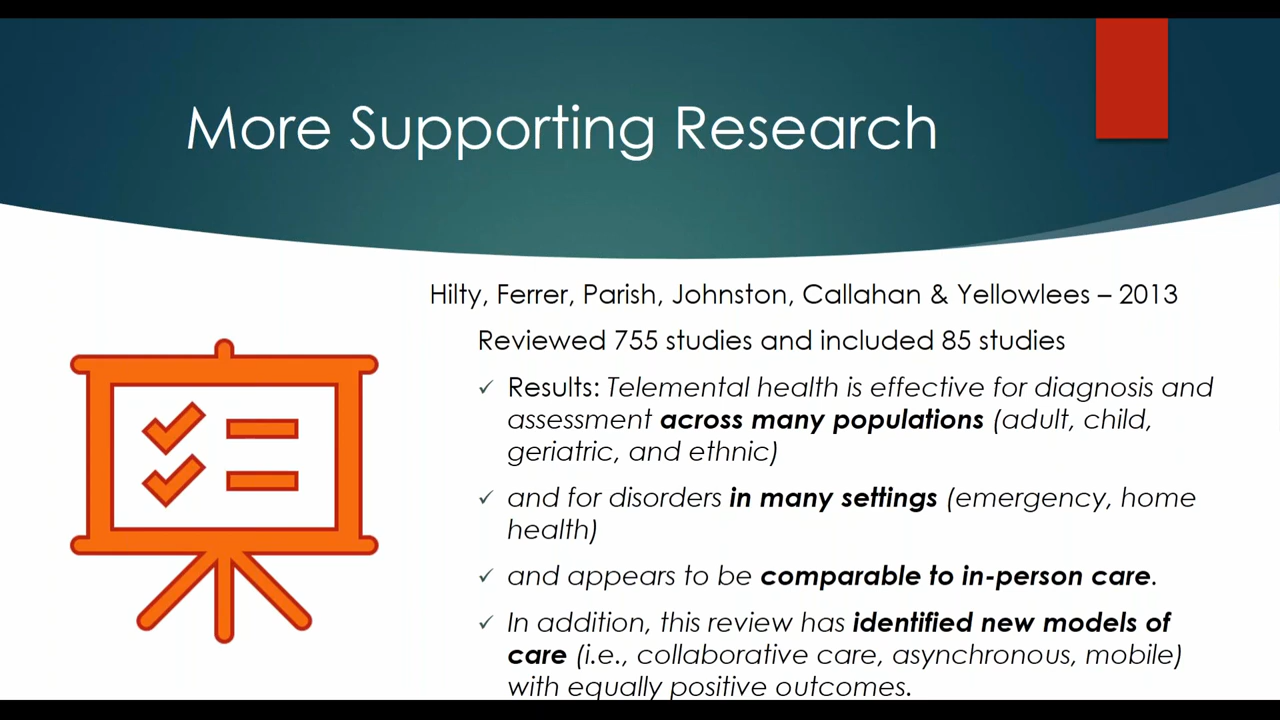 More Supporting Research
Hilty, Ferrer, Parish, Johnston, Callahan & Yellowlees – 2013
Reviewed 755 studies and included 85 studies
✓ Results: Telemental health is effective for diagnosis and
assessment across many populations (adult, child,
geriatric, and ethnic)
✓ and for disorders in many settings (emergency, home
health)
✓ and appears to be comparable to in-person care.
✓ In addition, this review has identified new models of
care (i.e., collaborative care, asynchronous, mobile)
with equally positive outcomes.